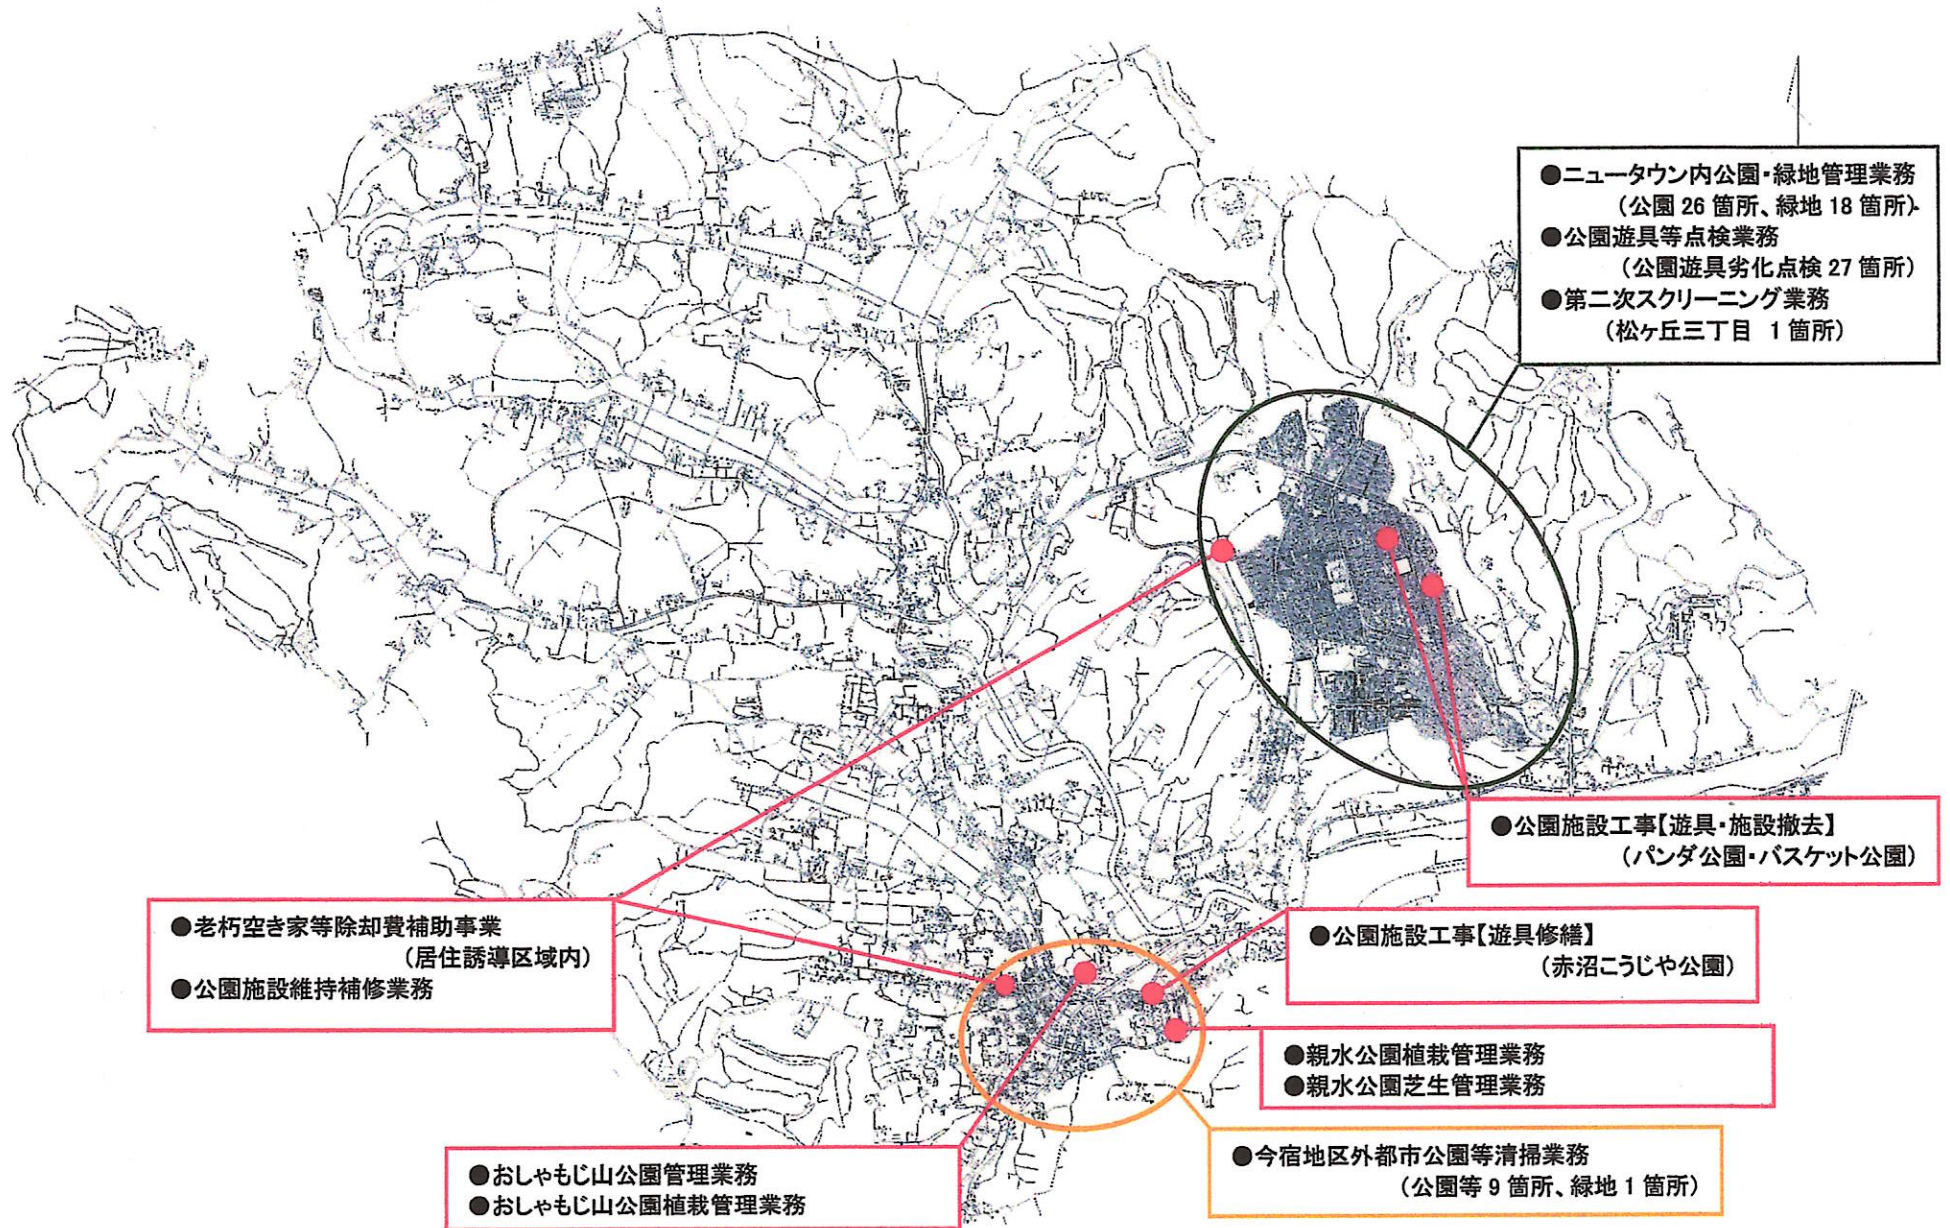 ●ニュータウン内公園・緑地管理業務
(公園 26 箇所、緑地 18 箇所)
●公園遊具等点検業務
(公園遊具劣化点検 27 箇所)
●第二次スクリーニング業務
(松ヶ丘三丁目 1 箇所)
●公園施設工事【遊具・施設撤去】
(パンダ公園・バスケット公園)
●老朽空き家等除却費補助事業
(居住誘導区域内)
●公園施設維持補修業務
●公園施設工事【遊具修繕】
(赤沼こうじや公園)
●親水公園植栽管理業務
●親水公園芝生管理業務
●おしゃもじ山公園管理業務
●おしゃもじ山公園植栽管理業務
●今宿地区外都市公園等清掃業務
(公園等 9 箇所、緑地 1 箇所)